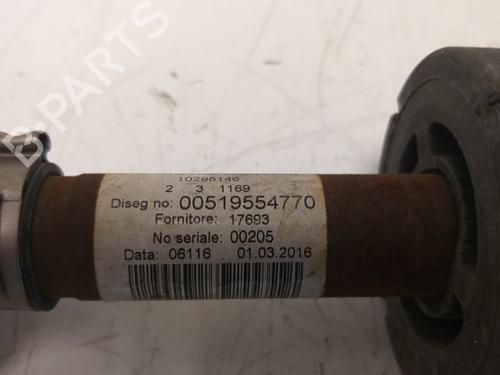 B-PARTS
10296146
2 3 1169
Diseg no: 00519554770
Fornitore: 17693
No seriale: 00205
Data: 06116 01.03.2016